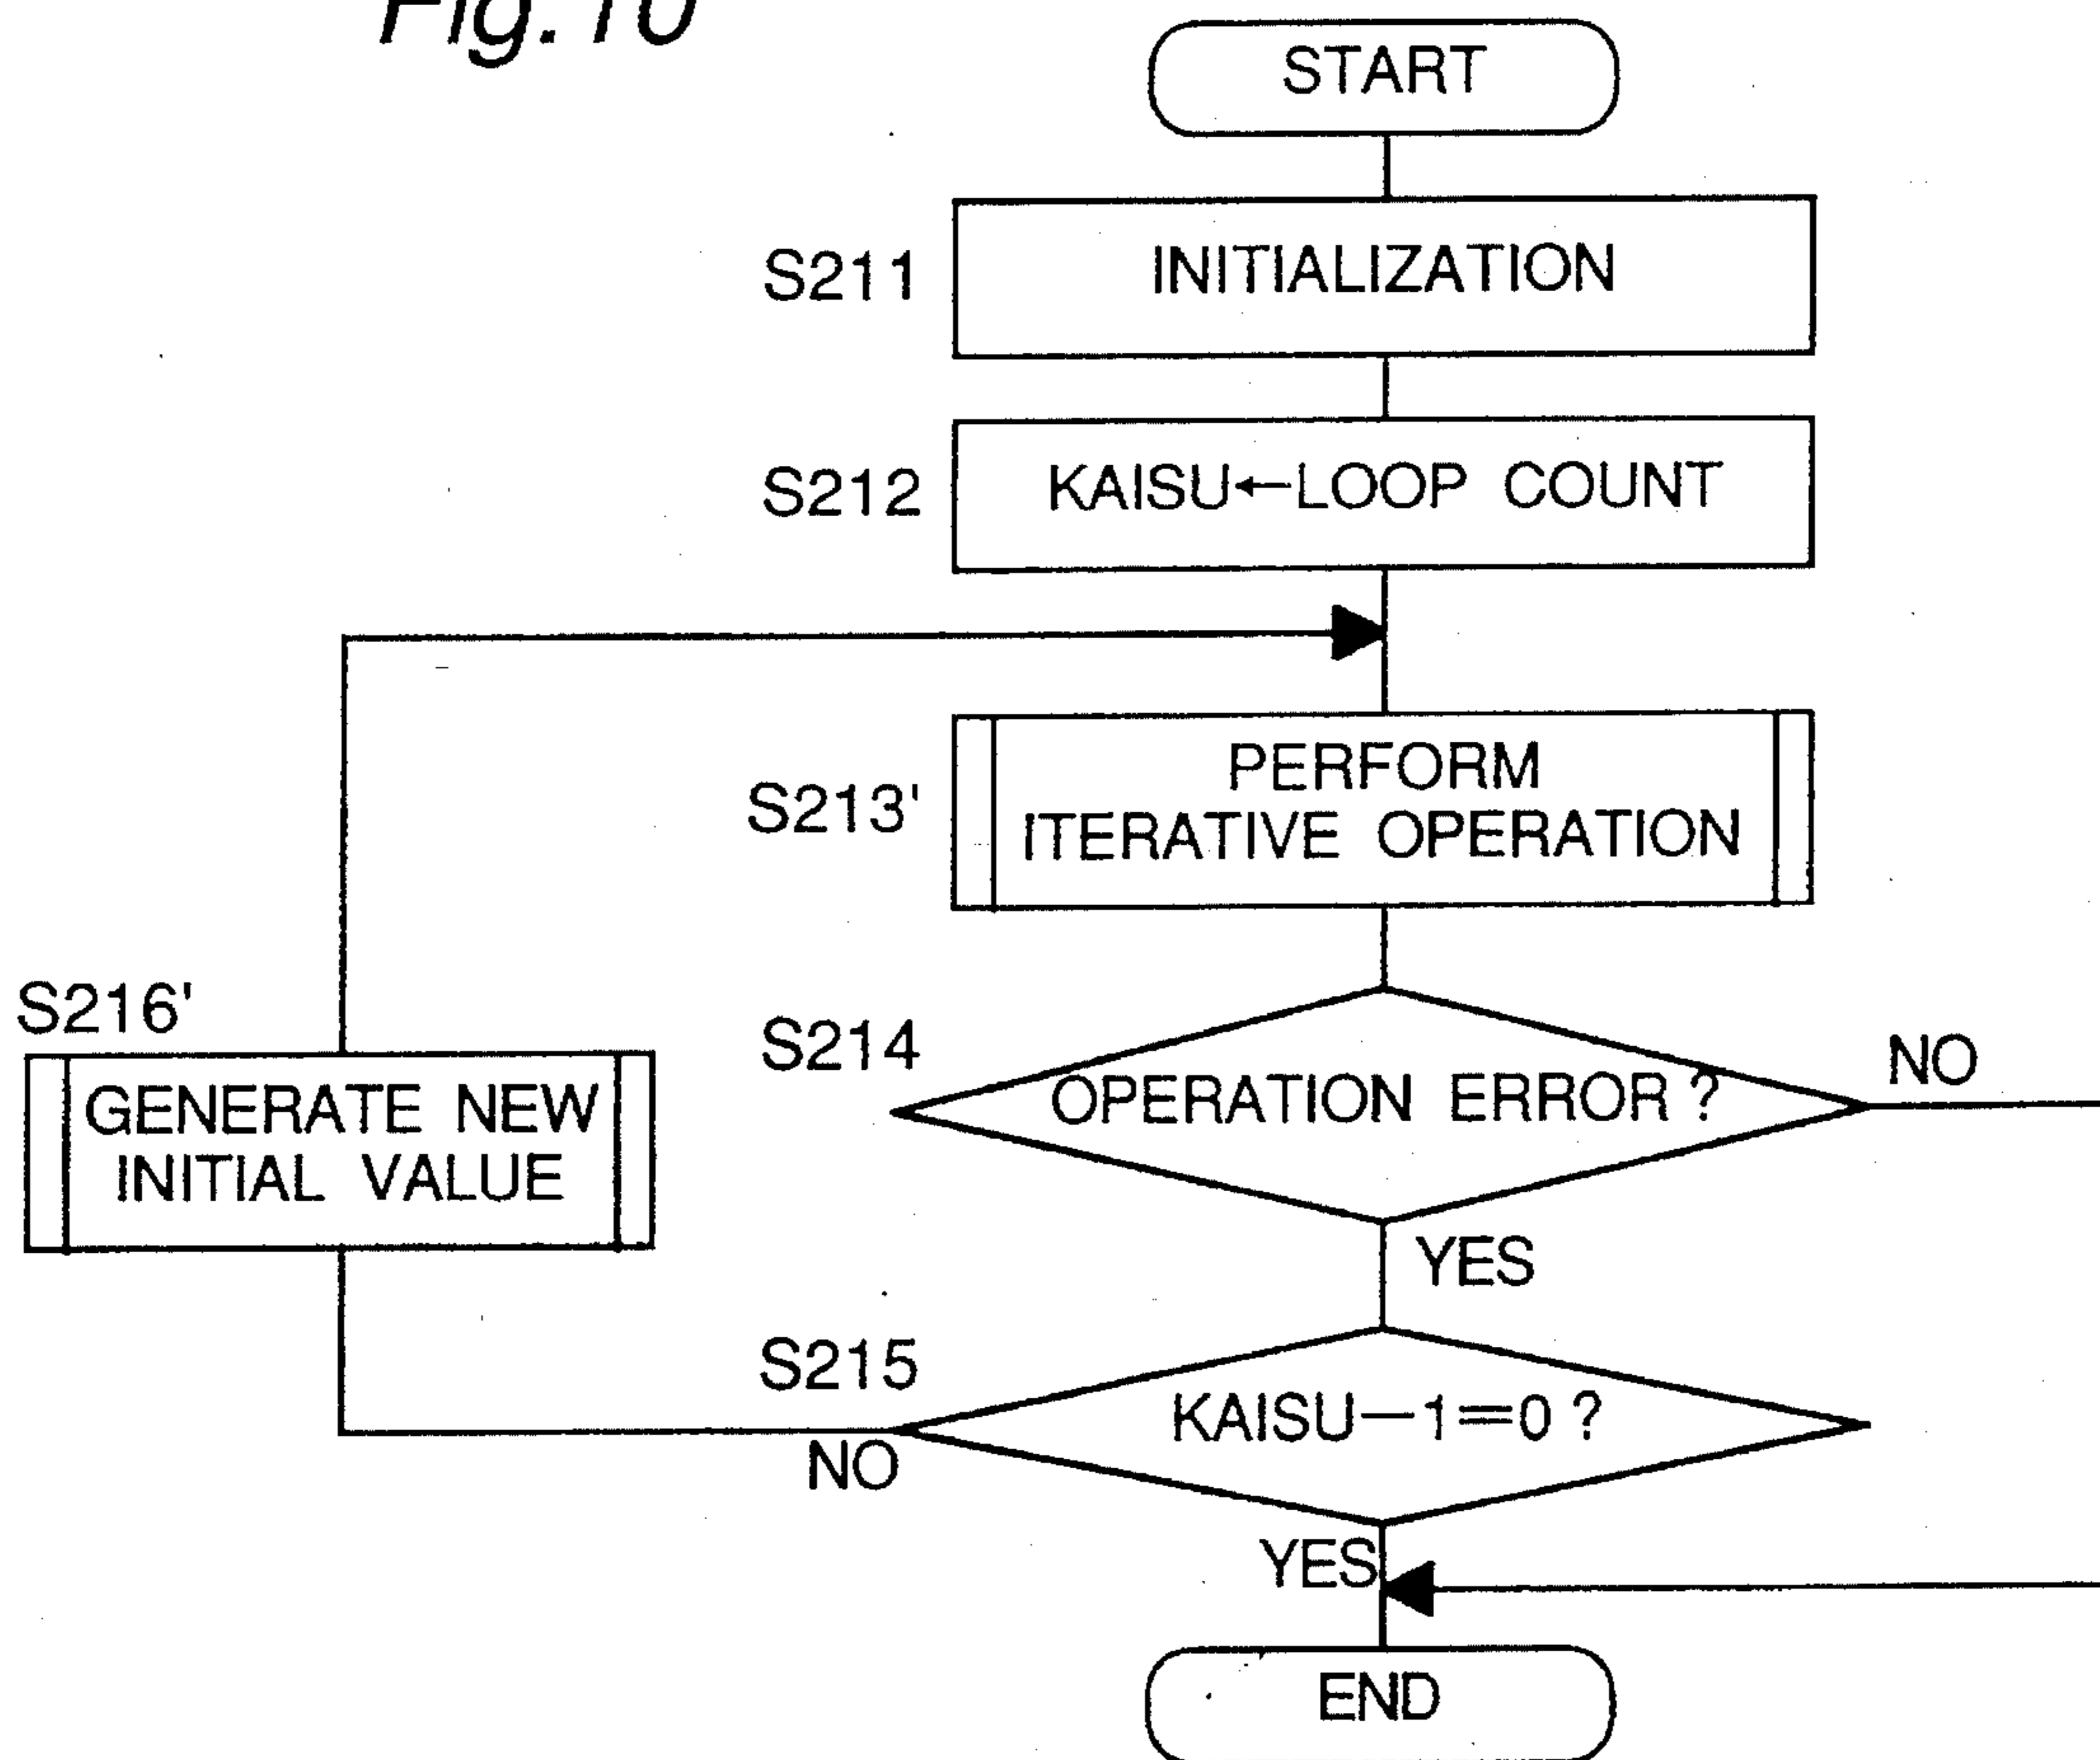 Fig.10
START
S211
INITIALIZATION
S212
KAISU←LOOP COUNT
S213'
PERFORM
ITERATIVE OPERATION
S214
OPERATION ERROR ?
NO
YES
S216'
GENERATE NEW
INITIAL VALUE
S215
KAISU—1=0 ?
NO
YES
END